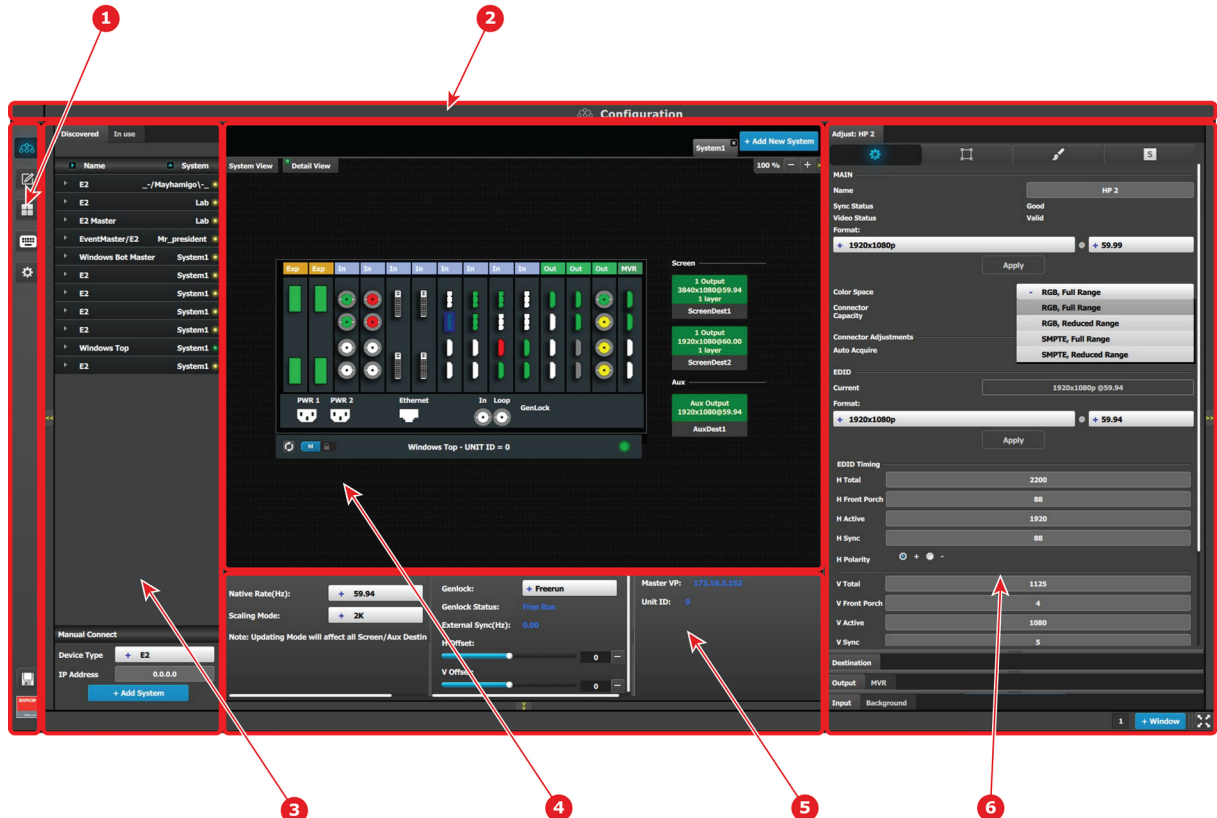 1
2
Configuration
Discovered In use
Name System
E2 _-/Mayhamigo\-_
E2 Lab
E2 Master Lab
EventMaster/E2 Mr_president
Windows Bot Master System1
E2 System1
E2 System1
E2 System1
E2 System1
Windows Top System1
E2 System1
<<
Manual Connect
Device Type + E2
IP Address 0.0.0.0
+ Add System
System1 + Add New System
System View Detail View 100 % — +
Exp Exp In In In In In In In In Out Out Out MVR
PWR 1 PWR 2 Ethernet In Loop GenLock
M Windows Top - UNIT ID = 0
Screen
1 Output
3840x1080@59.94
1 layer
ScreenDest1
1 Output
1920x1080@60.00
1 layer
ScreenDest2
Aux
Aux Output
1920x1080@59.94
AuxDest1
Native Rate(Hz): + 59.94
Scaling Mode: + 2K
Note: Updating Mode will affect all Screen/Aux Destin
Genlock: + Freerun
Genlock Status: Free Run
External Sync(Hz): 0.00
H Offset:
0 —
V Offset:
0 —
Master VP: 172.16.3.152
Unit ID: 0
Adjust: HP 2
S
MAIN
Name HP 2
Sync Status Good
Video Status Valid
Format:
+ 1920x1080p @ + 59.99
Apply
Color Space - RGB, Full Range
RGB, Full Range
RGB, Reduced Range
SMPTE, Full Range
SMPTE, Reduced Range
Connector
Capacity
Connector Adjustments
Auto Acquire
EDID
Current 1920x1080p @59.94
Format:
+ 1920x1080p @ + 59.94
Apply
EDID Timing
H Total 2200
H Front Porch 88
H Active 1920
H Sync 88
H Polarity + -
V Total 1125
V Front Porch 4
V Active 1080
V Sync 5
Destination
Output MVR
Input Background
>>
1 + Window
3
4
5
6